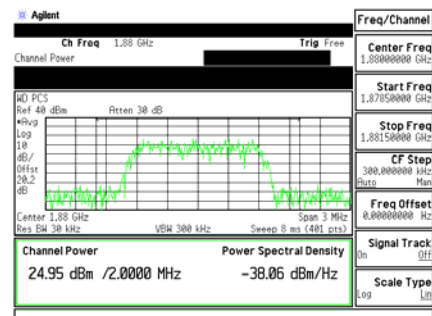 Agilent
Freq/Channel
Ch Freq 1.88 GHz Trig Free
Channel Power
Center Freq
1.88000000 GHz
Start Freq
1.87850000 GHz
Stop Freq
1.88150000 GHz
CF Step
300.000000 kHz
Auto Man
Freq Offset
0.00000000 Hz
Signal Track
On Off
Scale Type
Log Lin
WD PCS
Ref 40 dBm Atten 30 dB
#Avg
Log
10
dB/
Offst
20.2
dB
Center 1.88 GHz Span 3 MHz
Res BW 30 kHz VBW 300 kHz Sweep 8 ms (401 pts)
Channel Power Power Spectral Density
24.95 dBm /2.0000 MHz -38.06 dBm/Hz